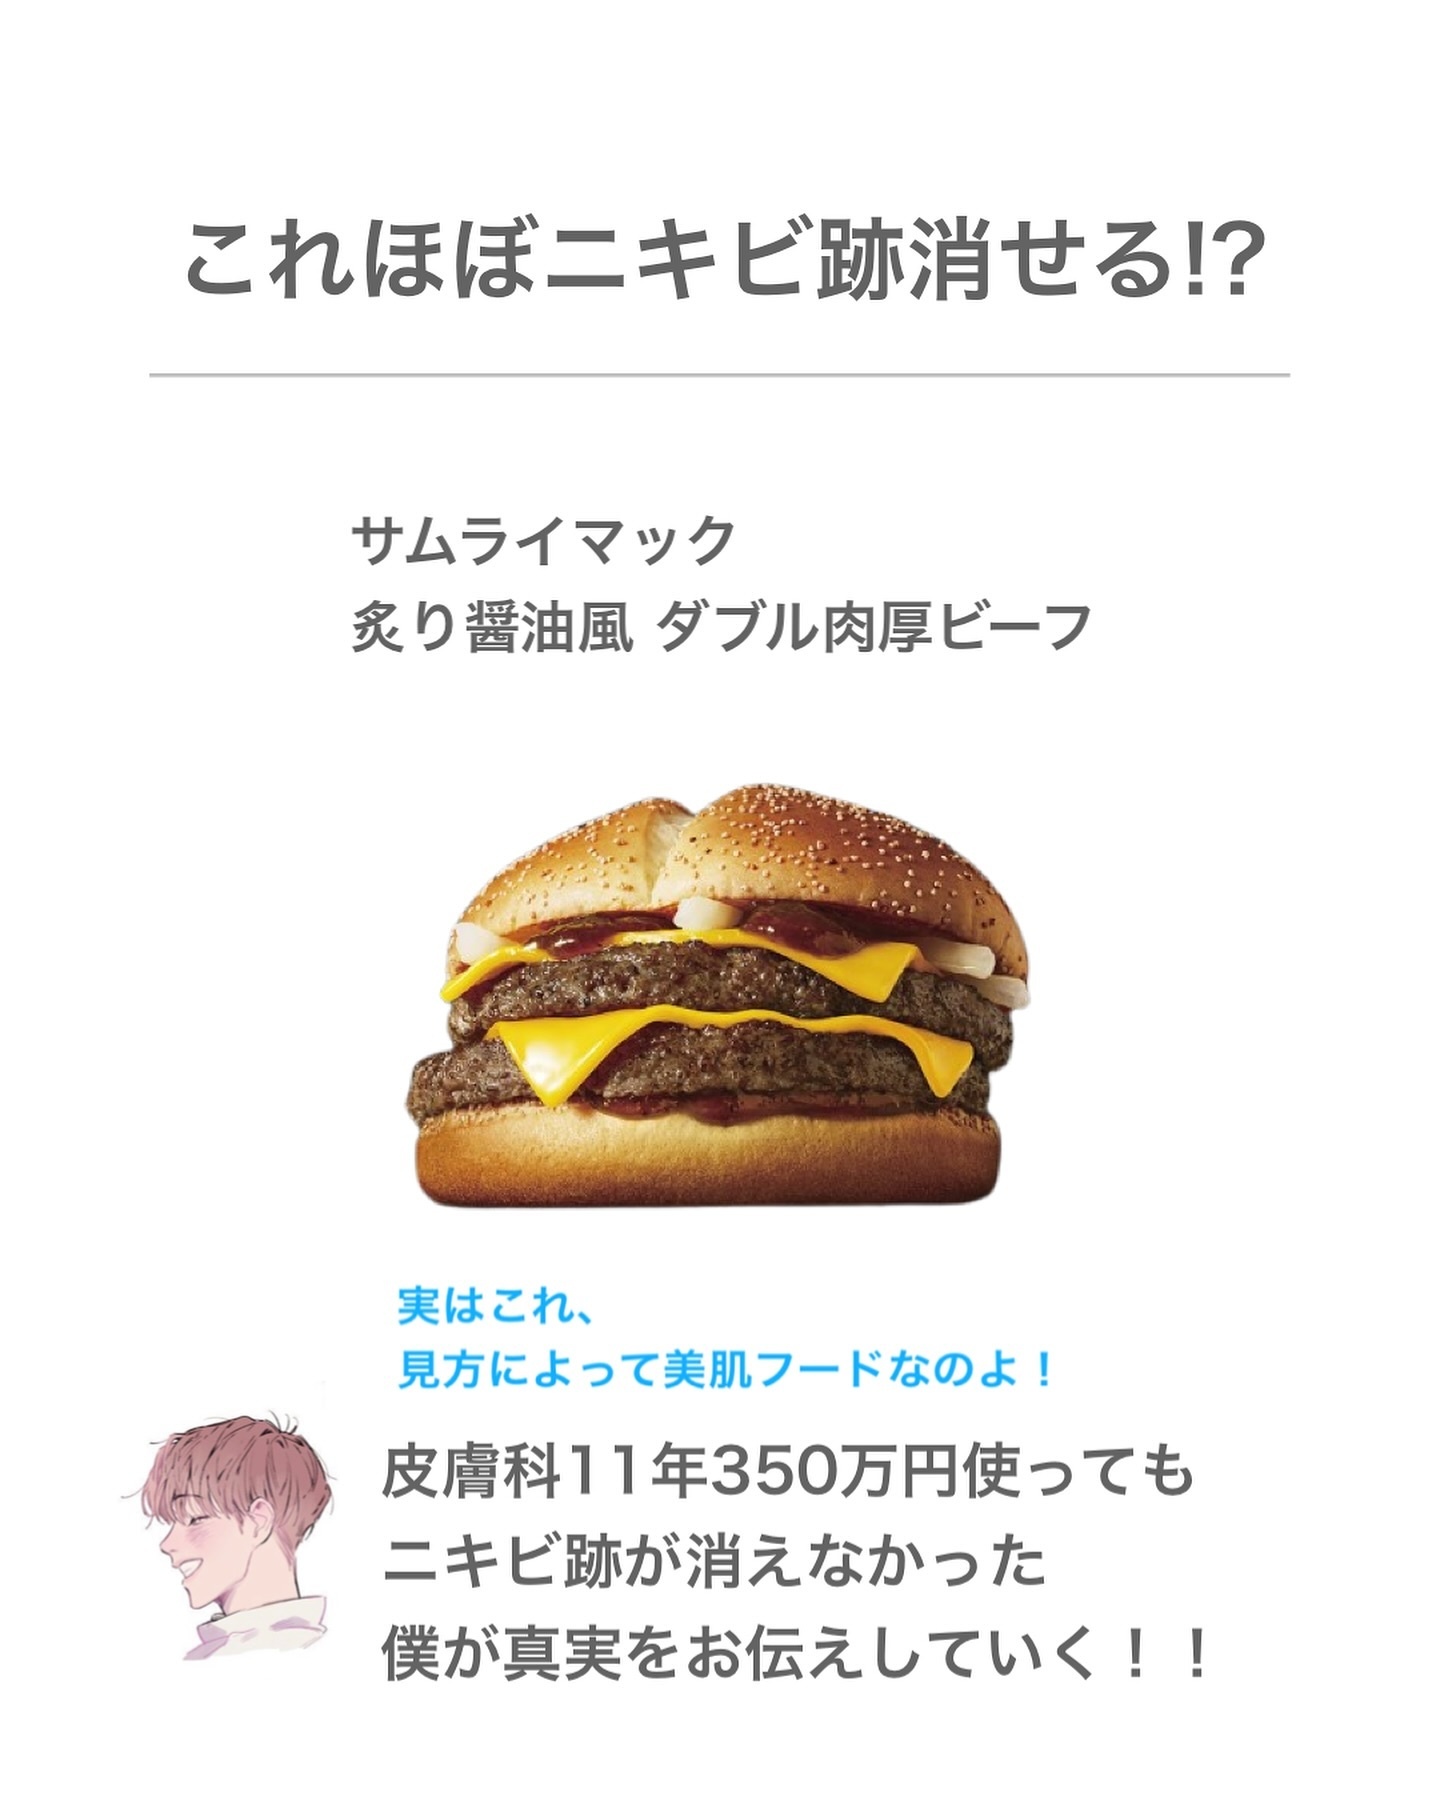 これほぼニキビ跡消せる!?
サムライマック
炙り醤油風 ダブル肉厚ビーフ
実はこれ、
見方によって美肌フードなのよ！
皮膚科11年350万円使っても
ニキビ跡が消えなかった
僕が真実をお伝えしていく！！